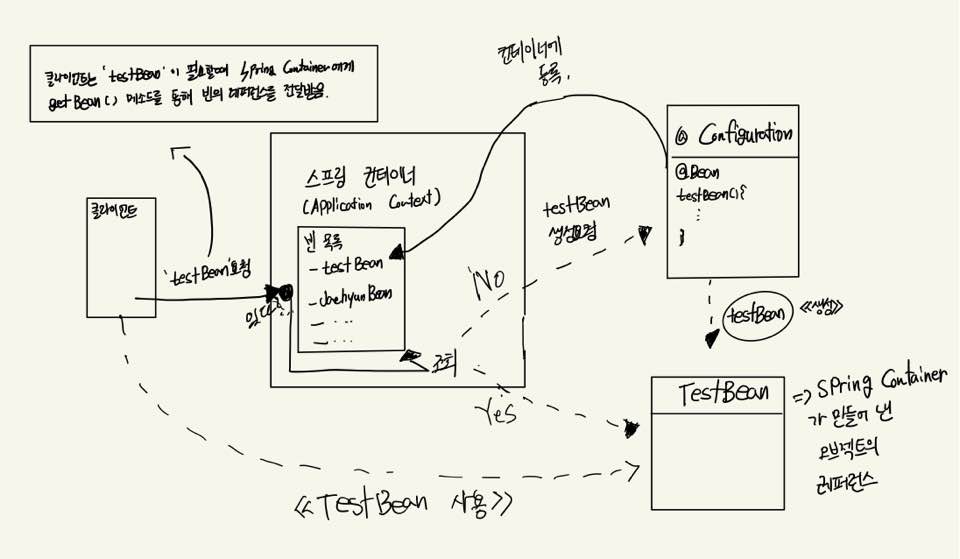 클라이언트는 'testBean'이 필요할때 Spring Container에게
getBean() 메소드를 통해 빈의 레퍼런스를 전달받음.
컨테이너에
등록.
@ Configuration
@Bean
testBean(){
⋮
}
스프링 컨테이너
(Application Context)
클라이언트
빈 목록
- testBean
- JaehyunBean
- ...
- ...
'testBean'요청
testBean
생성요청
NO
조회
Yes
testBean
<<생성>>
TestBean
=> Spring Container
가 만들어 낸
오브젝트의
레퍼런스
<<TestBean 사용>>